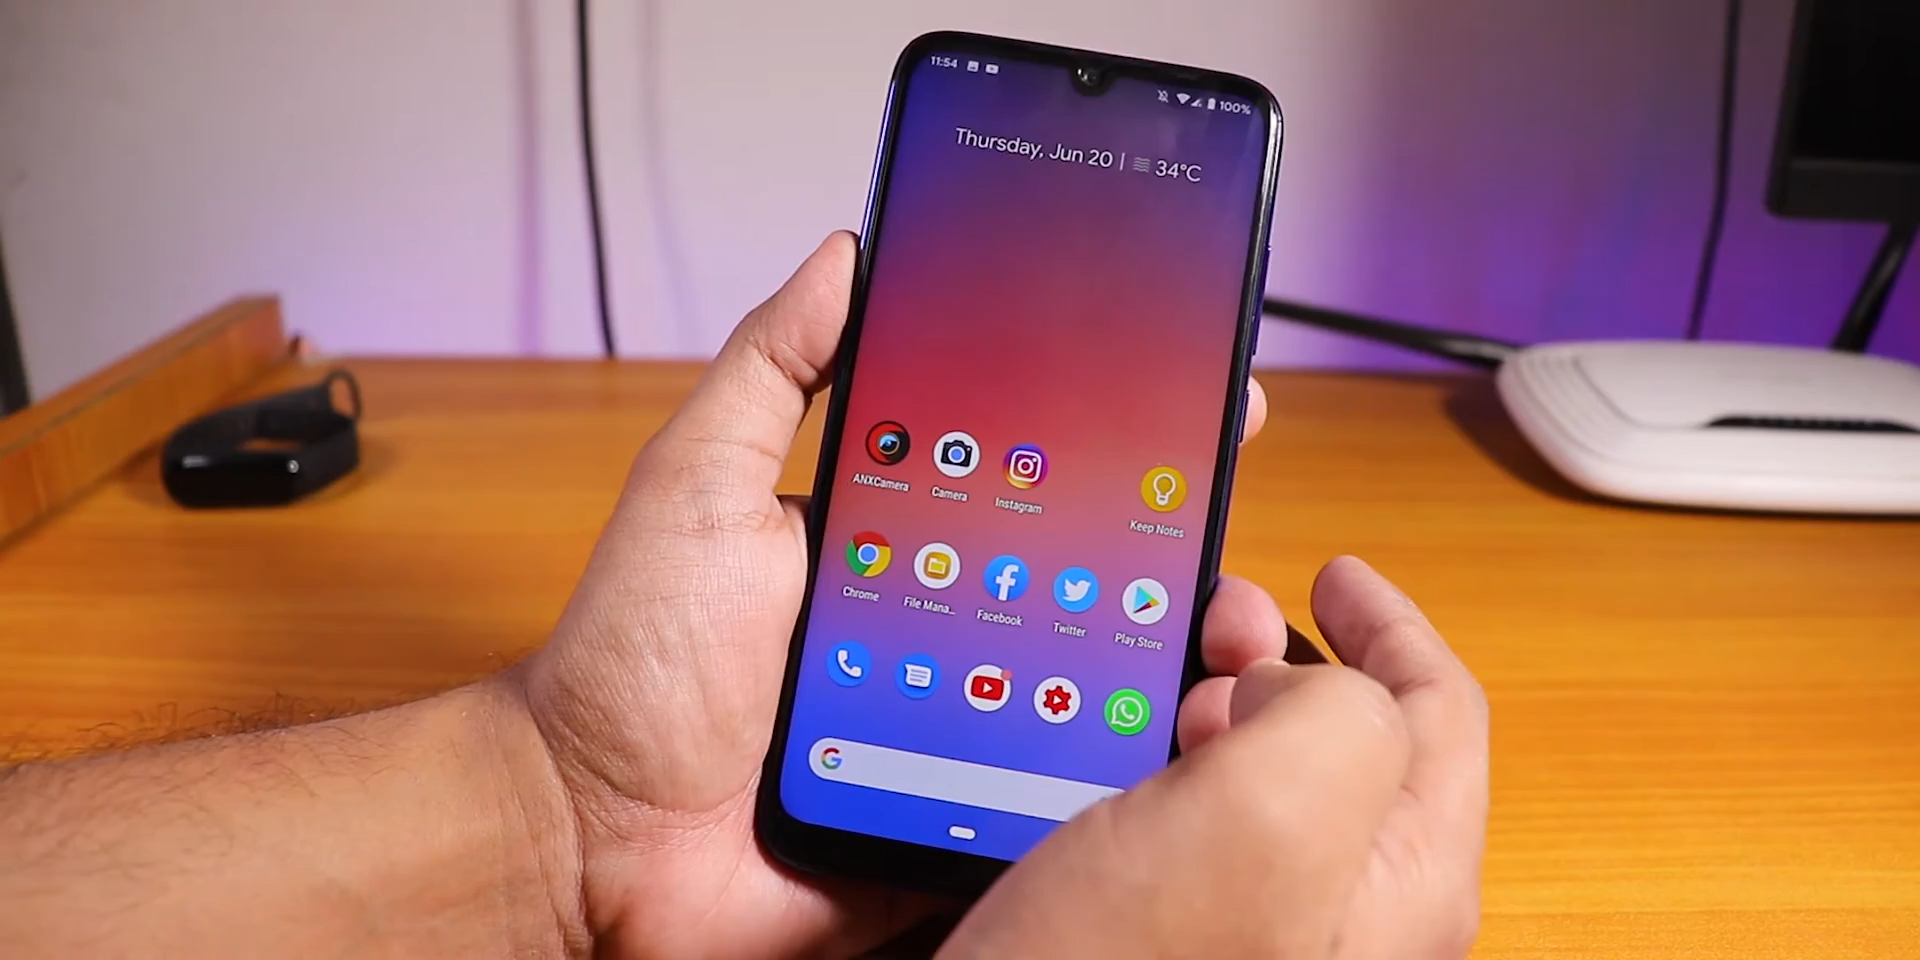 11:54 100%
Thursday, Jun 20 | 34°C
ANXCamera Camera Instagram Keep Notes
Chrome File Mana... Facebook Twitter Play Store
G